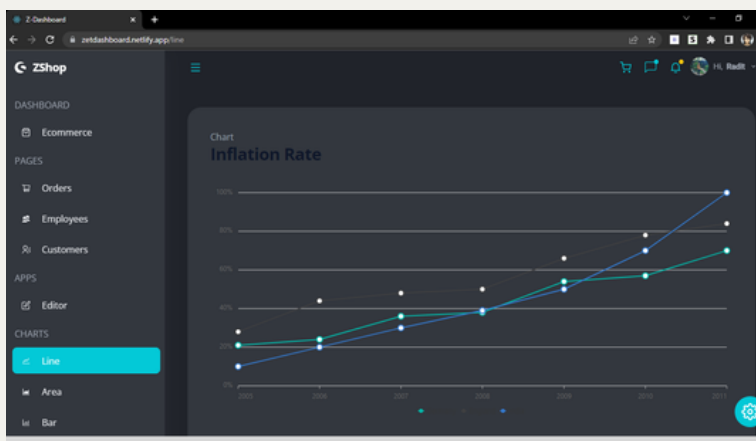 Z-Dashboard
zetdashboard.netlify.app/line
ZShop
Hi, Radit
DASHBOARD
Ecommerce
PAGES
Orders
Employees
Customers
APPS
Editor
CHARTS
Line
Area
Bar
Chart
Inflation Rate
100%
80%
60%
40%
20%
0%
2005 2006 2007 2008 2009 2010 2011